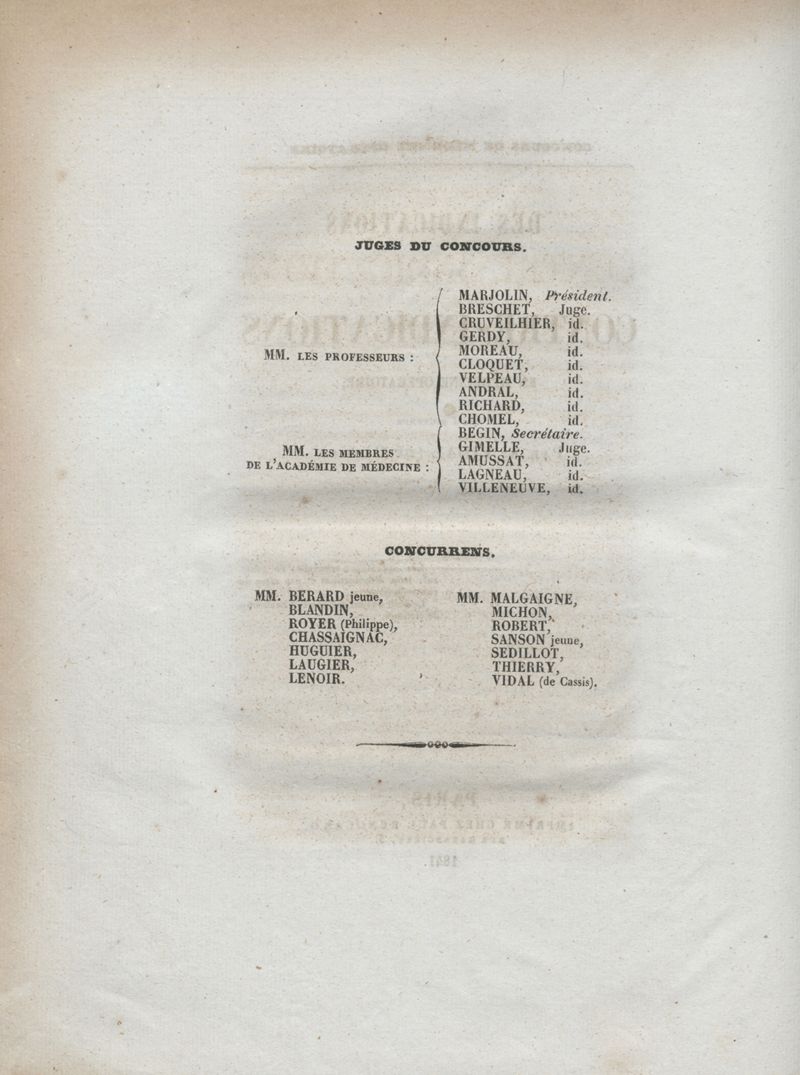 JUGES DU CONCOURS.
MM. LES PROFESSEURS :
MARJOLIN, Président.
BRESCHET, Juge.
CRUVEILHIER, id.
GERDY, id.
MOREAU, id.
CLOQUET, id.
VELPEAU, id.
ANDRAL, id.
RICHARD, id.
CHOMEL, id.
MM. LES MEMBRES
DE L'ACADÉMIE DE MÉDECINE :
BEGIN, Secrétaire.
GIMELLE, Juge.
AMUSSAT, id.
LAGNEAU, id.
VILLENEUVE, id.
CONCURRENS.
MM. BERARD jeune,
BLANDIN,
ROYER (Philippe),
CHASSAIGNAC,
HUGUIER,
LAUGIER,
LENOIR.
MM. MALGAIGNE,
MICHON,
ROBERT,
SANSON jeune,
SEDILLOT,
THIERRY,
VIDAL (de Cassis).